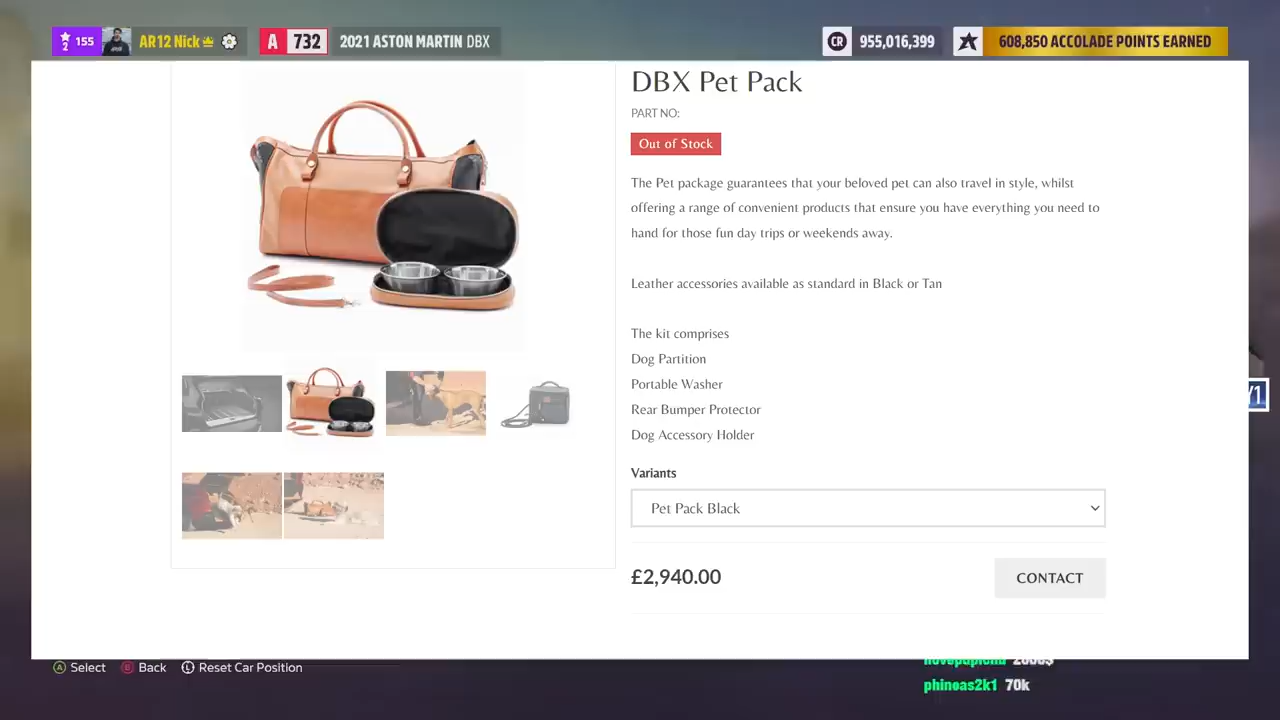 2 155 AR12 Nick A 732 2021 ASTON MARTIN DBX CR 955,016,399 608,850 ACCOLADE POINTS EARNED
DBX Pet Pack
PART NO:
Out of Stock
The Pet package guarantees that your beloved pet can also travel in style, whilst
offering a range of convenient products that ensure you have everything you need to
hand for those fun day trips or weekends away.
Leather accessories available as standard in Black or Tan
The kit comprises
Dog Partition
Portable Washer
Rear Bumper Protector
Dog Accessory Holder
Variants
Pet Pack Black
£2,940.00
CONTACT
A Select B Back L Reset Car Position
phinoas2k1 70k